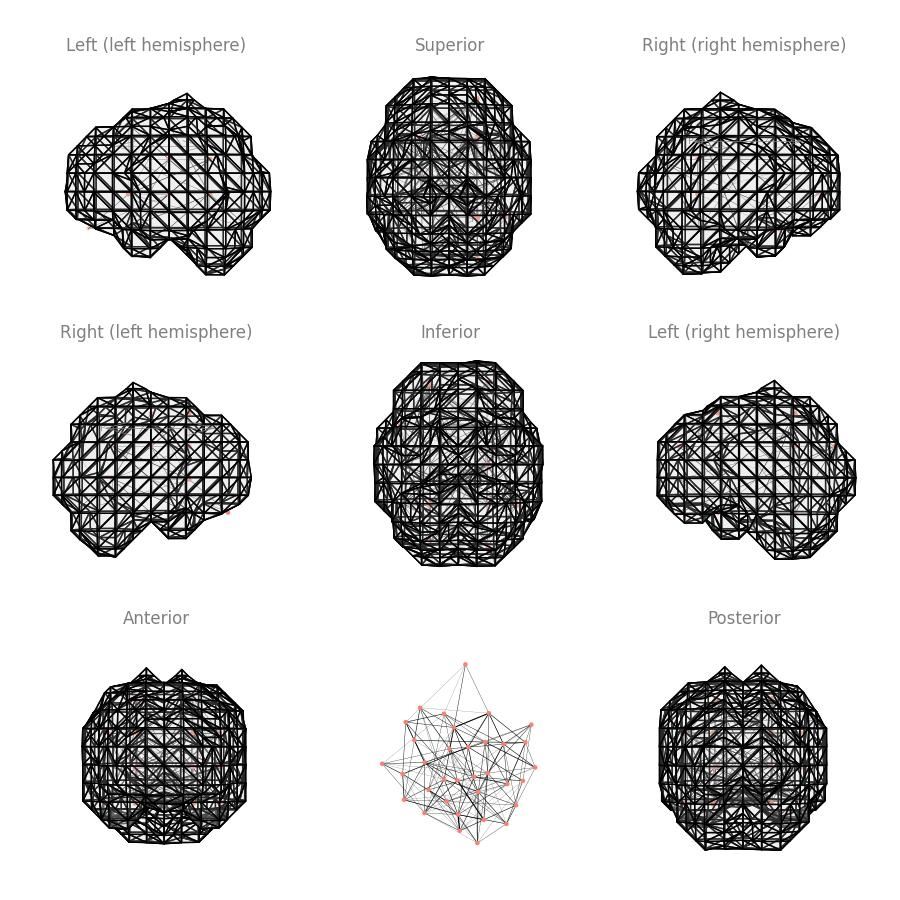 Left (left hemisphere)
Superior
Right (right hemisphere)
Right (left hemisphere)
Inferior
Left (right hemisphere)
Anterior
Posterior